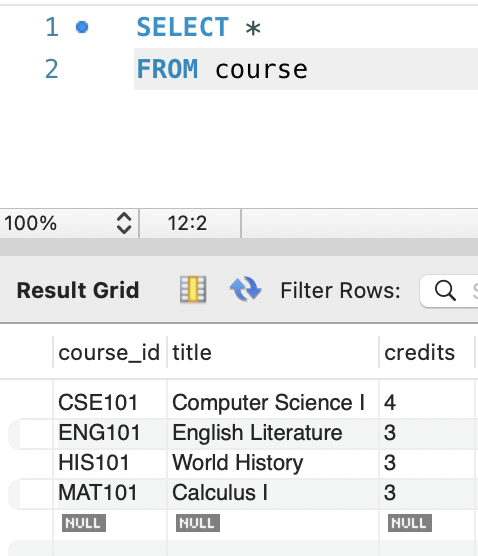 1 SELECT *
2 FROM course
100% 12:2
Result Grid Filter Rows:
course_id title credits
CSE101 Computer Science I 4
ENG101 English Literature 3
HIS101 World History 3
MAT101 Calculus I 3
NULL NULL NULL